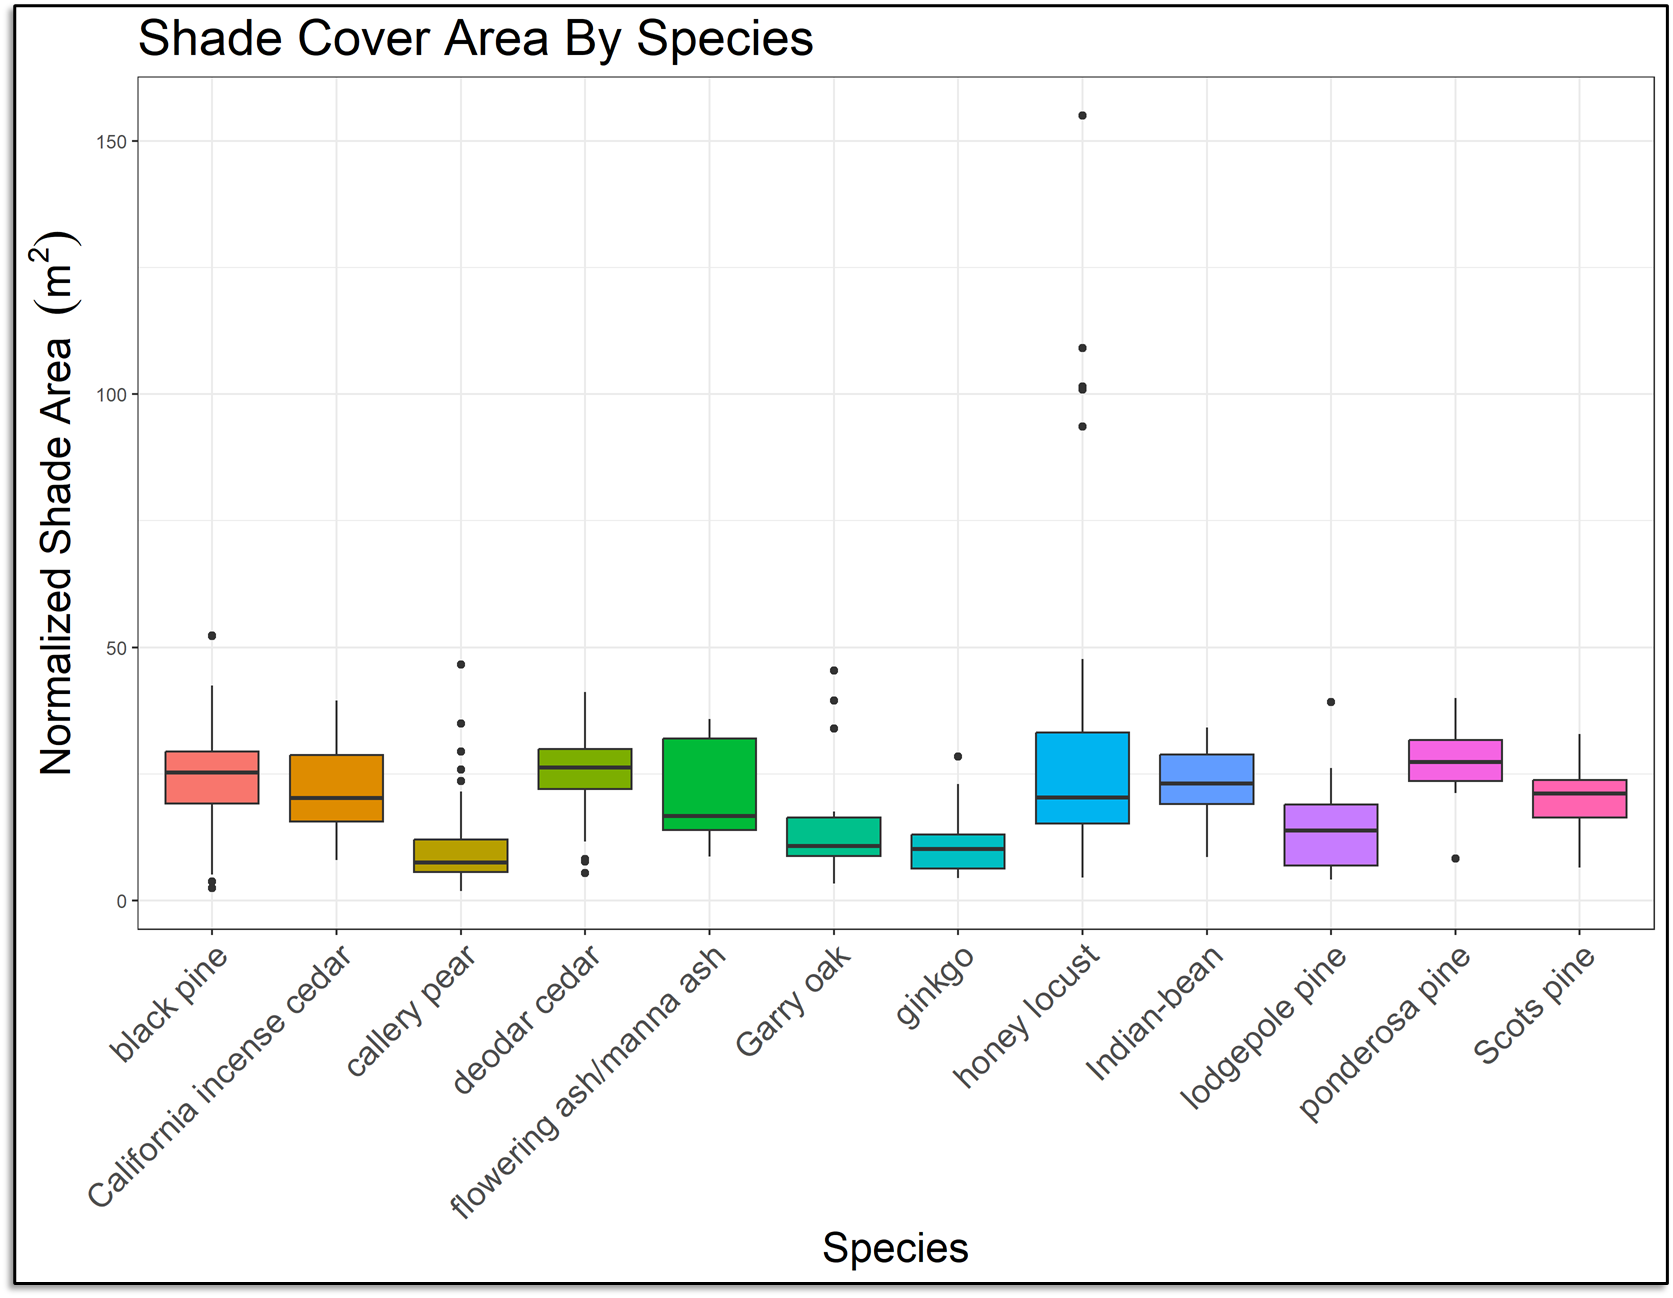 Shade Cover Area By Species
Normalized Shade Area (m²)
150
100
50
0
black pine
California incense cedar
callery pear
deodar cedar
flowering ash/manna ash
Garry oak
ginkgo
honey locust
Indian-bean
lodgepole pine
ponderosa pine
Scots pine
Species